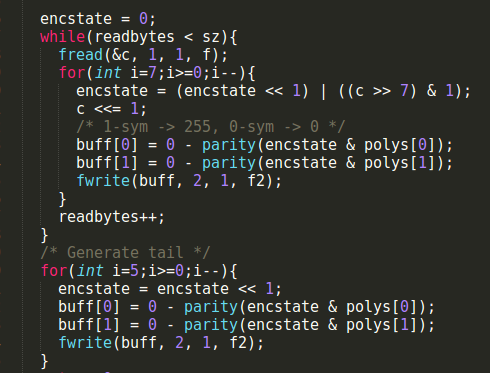 encstate = 0;
while(readbytes < sz){
fread(&c, 1, 1, f);
for(int i=7;i>=0;i--){
encstate = (encstate << 1) | ((c >> 7) & 1);
c <<= 1;
/* 1-sym -> 255, 0-sym -> 0 */
buff[0] = 0 - parity(encstate & polys[0]);
buff[1] = 0 - parity(encstate & polys[1]);
fwrite(buff, 2, 1, f2);
}
readbytes++;
}
/* Generate tail */
for(int i=5;i>=0;i--){
encstate = encstate << 1;
buff[0] = 0 - parity(encstate & polys[0]);
buff[1] = 0 - parity(encstate & polys[1]);
fwrite(buff, 2, 1, f2);
}